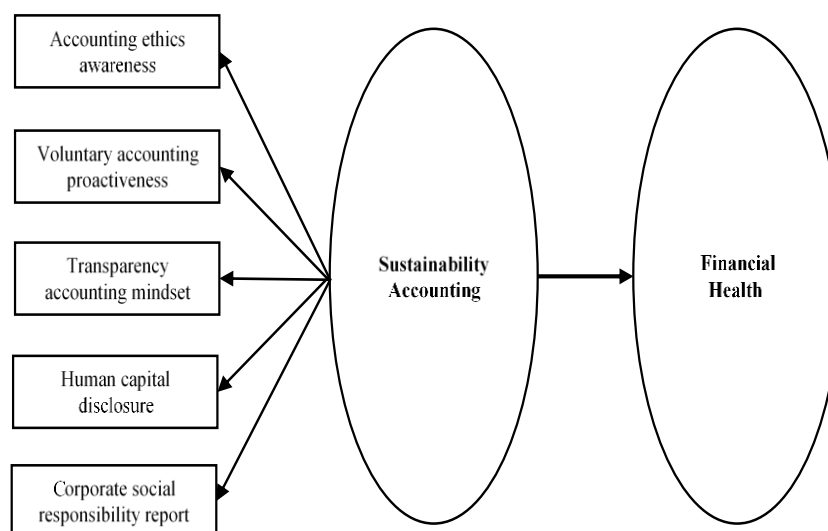 Accounting ethics
awareness
Voluntary accounting
proactiveness
Transparency
accounting mindset
Human capital
disclosure
Corporate social
responsibility report
Sustainability
Accounting
Financial
Health